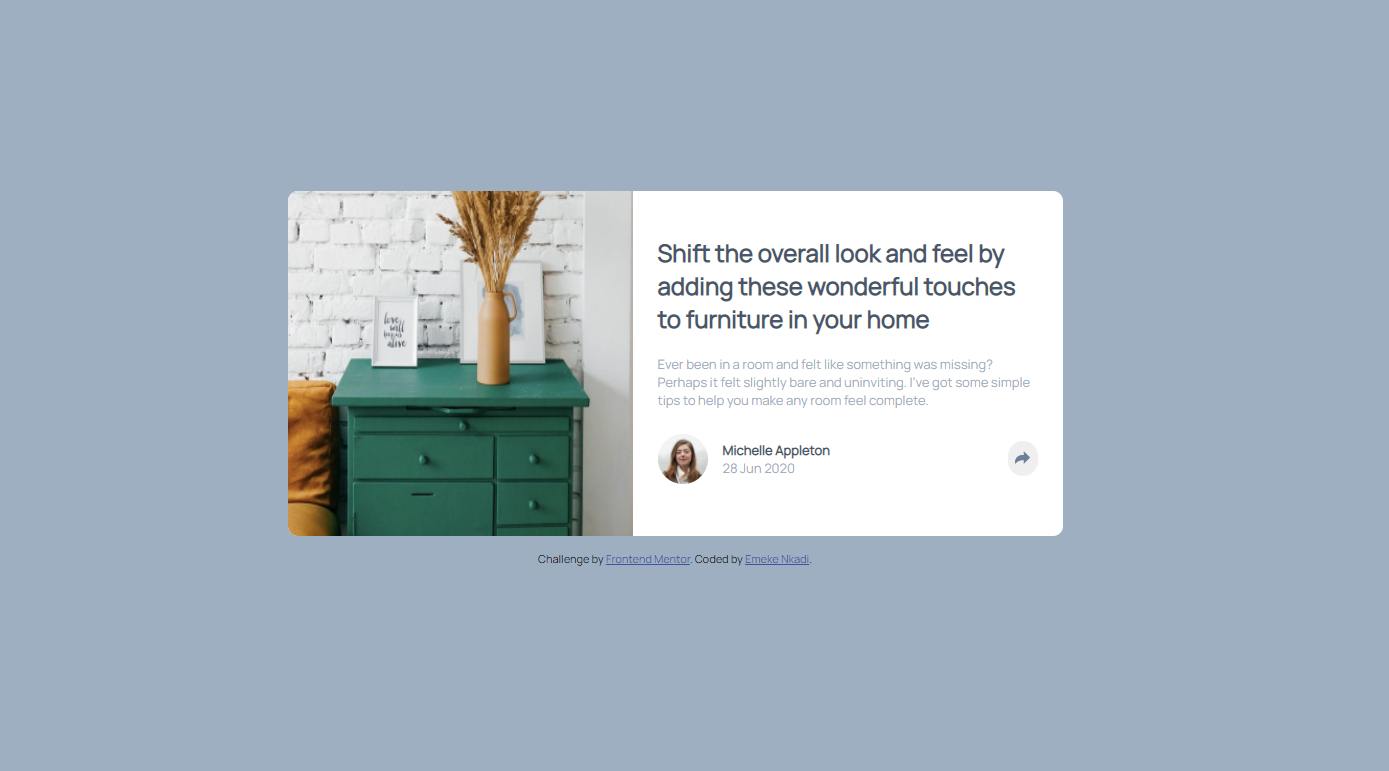 love
will
keep us
alive
Shift the overall look and feel by
adding these wonderful touches
to furniture in your home
Ever been in a room and felt like something was missing?
Perhaps it felt slightly bare and uninviting. I've got some simple
tips to help you make any room feel complete.
Michelle Appleton
28 Jun 2020
Challenge by Frontend Mentor. Coded by Emeke Nkadi.